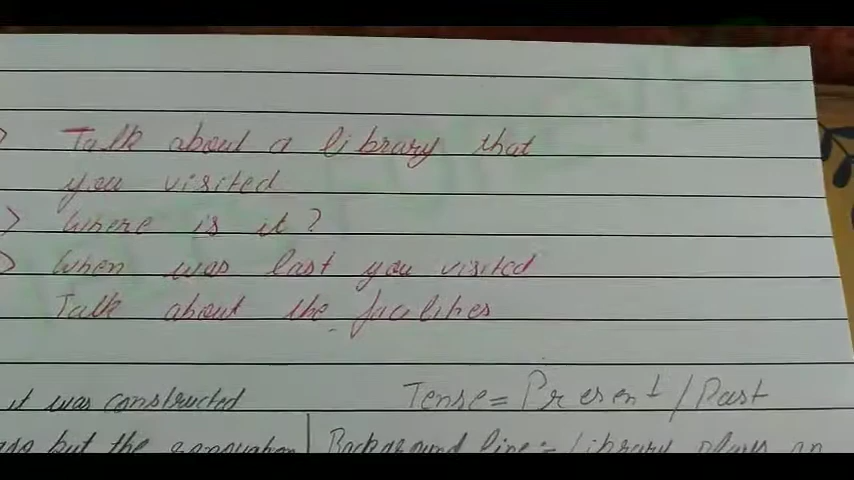 > Talk about a library that
you visited
> Where is it?
> When was last you visited
Talk about the facilities
it was constructed
Tense = Present / Past
but the renovation
Background line = Library plays an